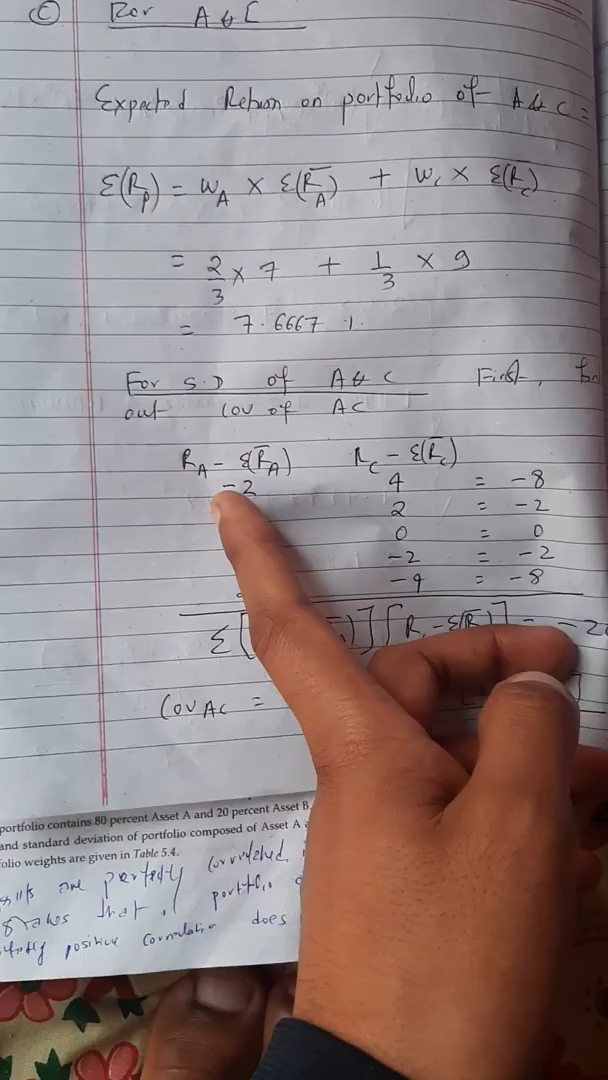 (C) For A & C
Expected Return on portfolio of A & C =
E(Rp) = WA × E(R̄A) + Wc × E(R̄c)
= 2/3 × 7 + 1/3 × 9
= 7.6667 %
For S.D of A & C First,
out Cov of AC
RA - E(R̄A) Rc - E(R̄c)
-2 4 = -8
2 = -2
0 = 0
-2 = -2
-4 = -8
Σ[ ] [R - E(R)] = -20
Cov AC =
portfolio contains 80 percent Asset A and 20 percent Asset B.
and standard deviation of portfolio composed of Asset A
folio weights are given in Table 5.4.
are perfectly correlated,
that portfolio
positive Correlation does